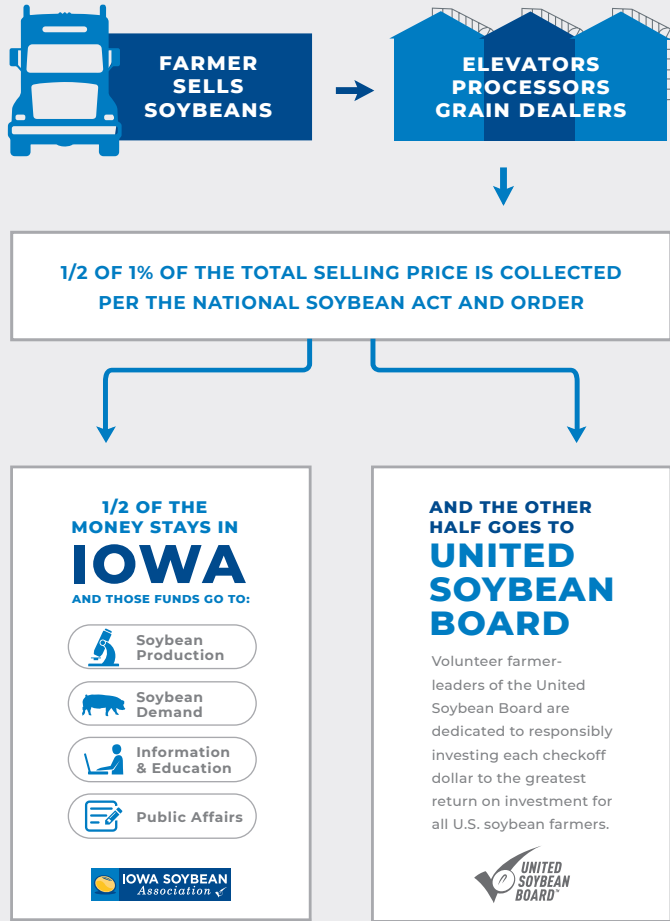 FARMER
SELLS
SOYBEANS
ELEVATORS
PROCESSORS
GRAIN DEALERS
1/2 OF 1% OF THE TOTAL SELLING PRICE IS COLLECTED
PER THE NATIONAL SOYBEAN ACT AND ORDER
1/2 OF THE
MONEY STAYS IN
IOWA
AND THOSE FUNDS GO TO:
Soybean
Production
Soybean
Demand
Information
& Education
Public Affairs
IOWA SOYBEAN
Association
AND THE OTHER
HALF GOES TO
UNITED
SOYBEAN
BOARD
Volunteer farmer-
leaders of the United
Soybean Board are
dedicated to responsibly
investing each checkoff
dollar to the greatest
return on investment for
all U.S. soybean farmers.
UNITED
SOYBEAN
BOARD™